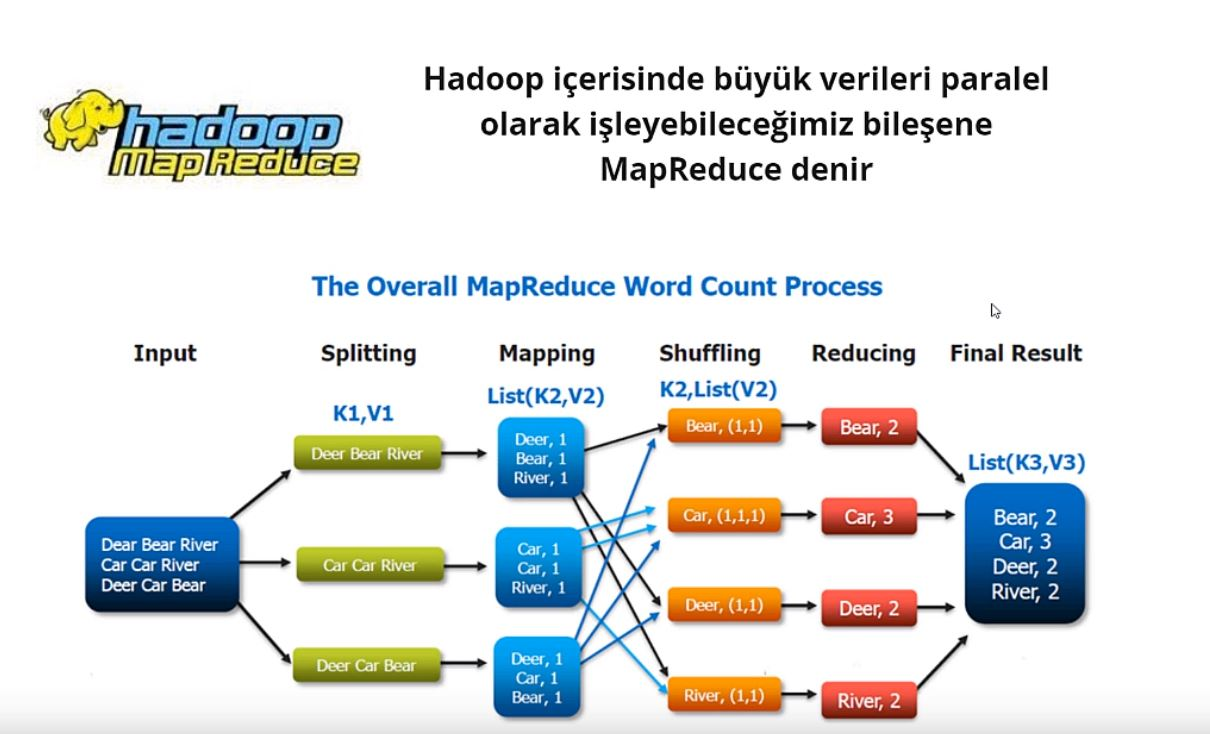 hadoop
Map Reduce
Hadoop içerisinde büyük verileri paralel
olarak işleyebileceğimiz bileşene
MapReduce denir
The Overall MapReduce Word Count Process
Input
Splitting
Mapping
Shuffling
Reducing
Final Result
K1,V1
List(K2,V2)
K2,List(V2)
List(K3,V3)
Dear Bear River
Car Car River
Deer Car Bear
Deer Bear River
Car Car River
Deer Car Bear
Deer, 1
Bear, 1
River, 1
Car, 1
Car, 1
River, 1
Deer, 1
Car, 1
Bear, 1
Bear, (1,1)
Car, (1,1,1)
Deer, (1,1)
River, (1,1)
Bear, 2
Car, 3
Deer, 2
River, 2
Bear, 2
Car, 3
Deer, 2
River, 2